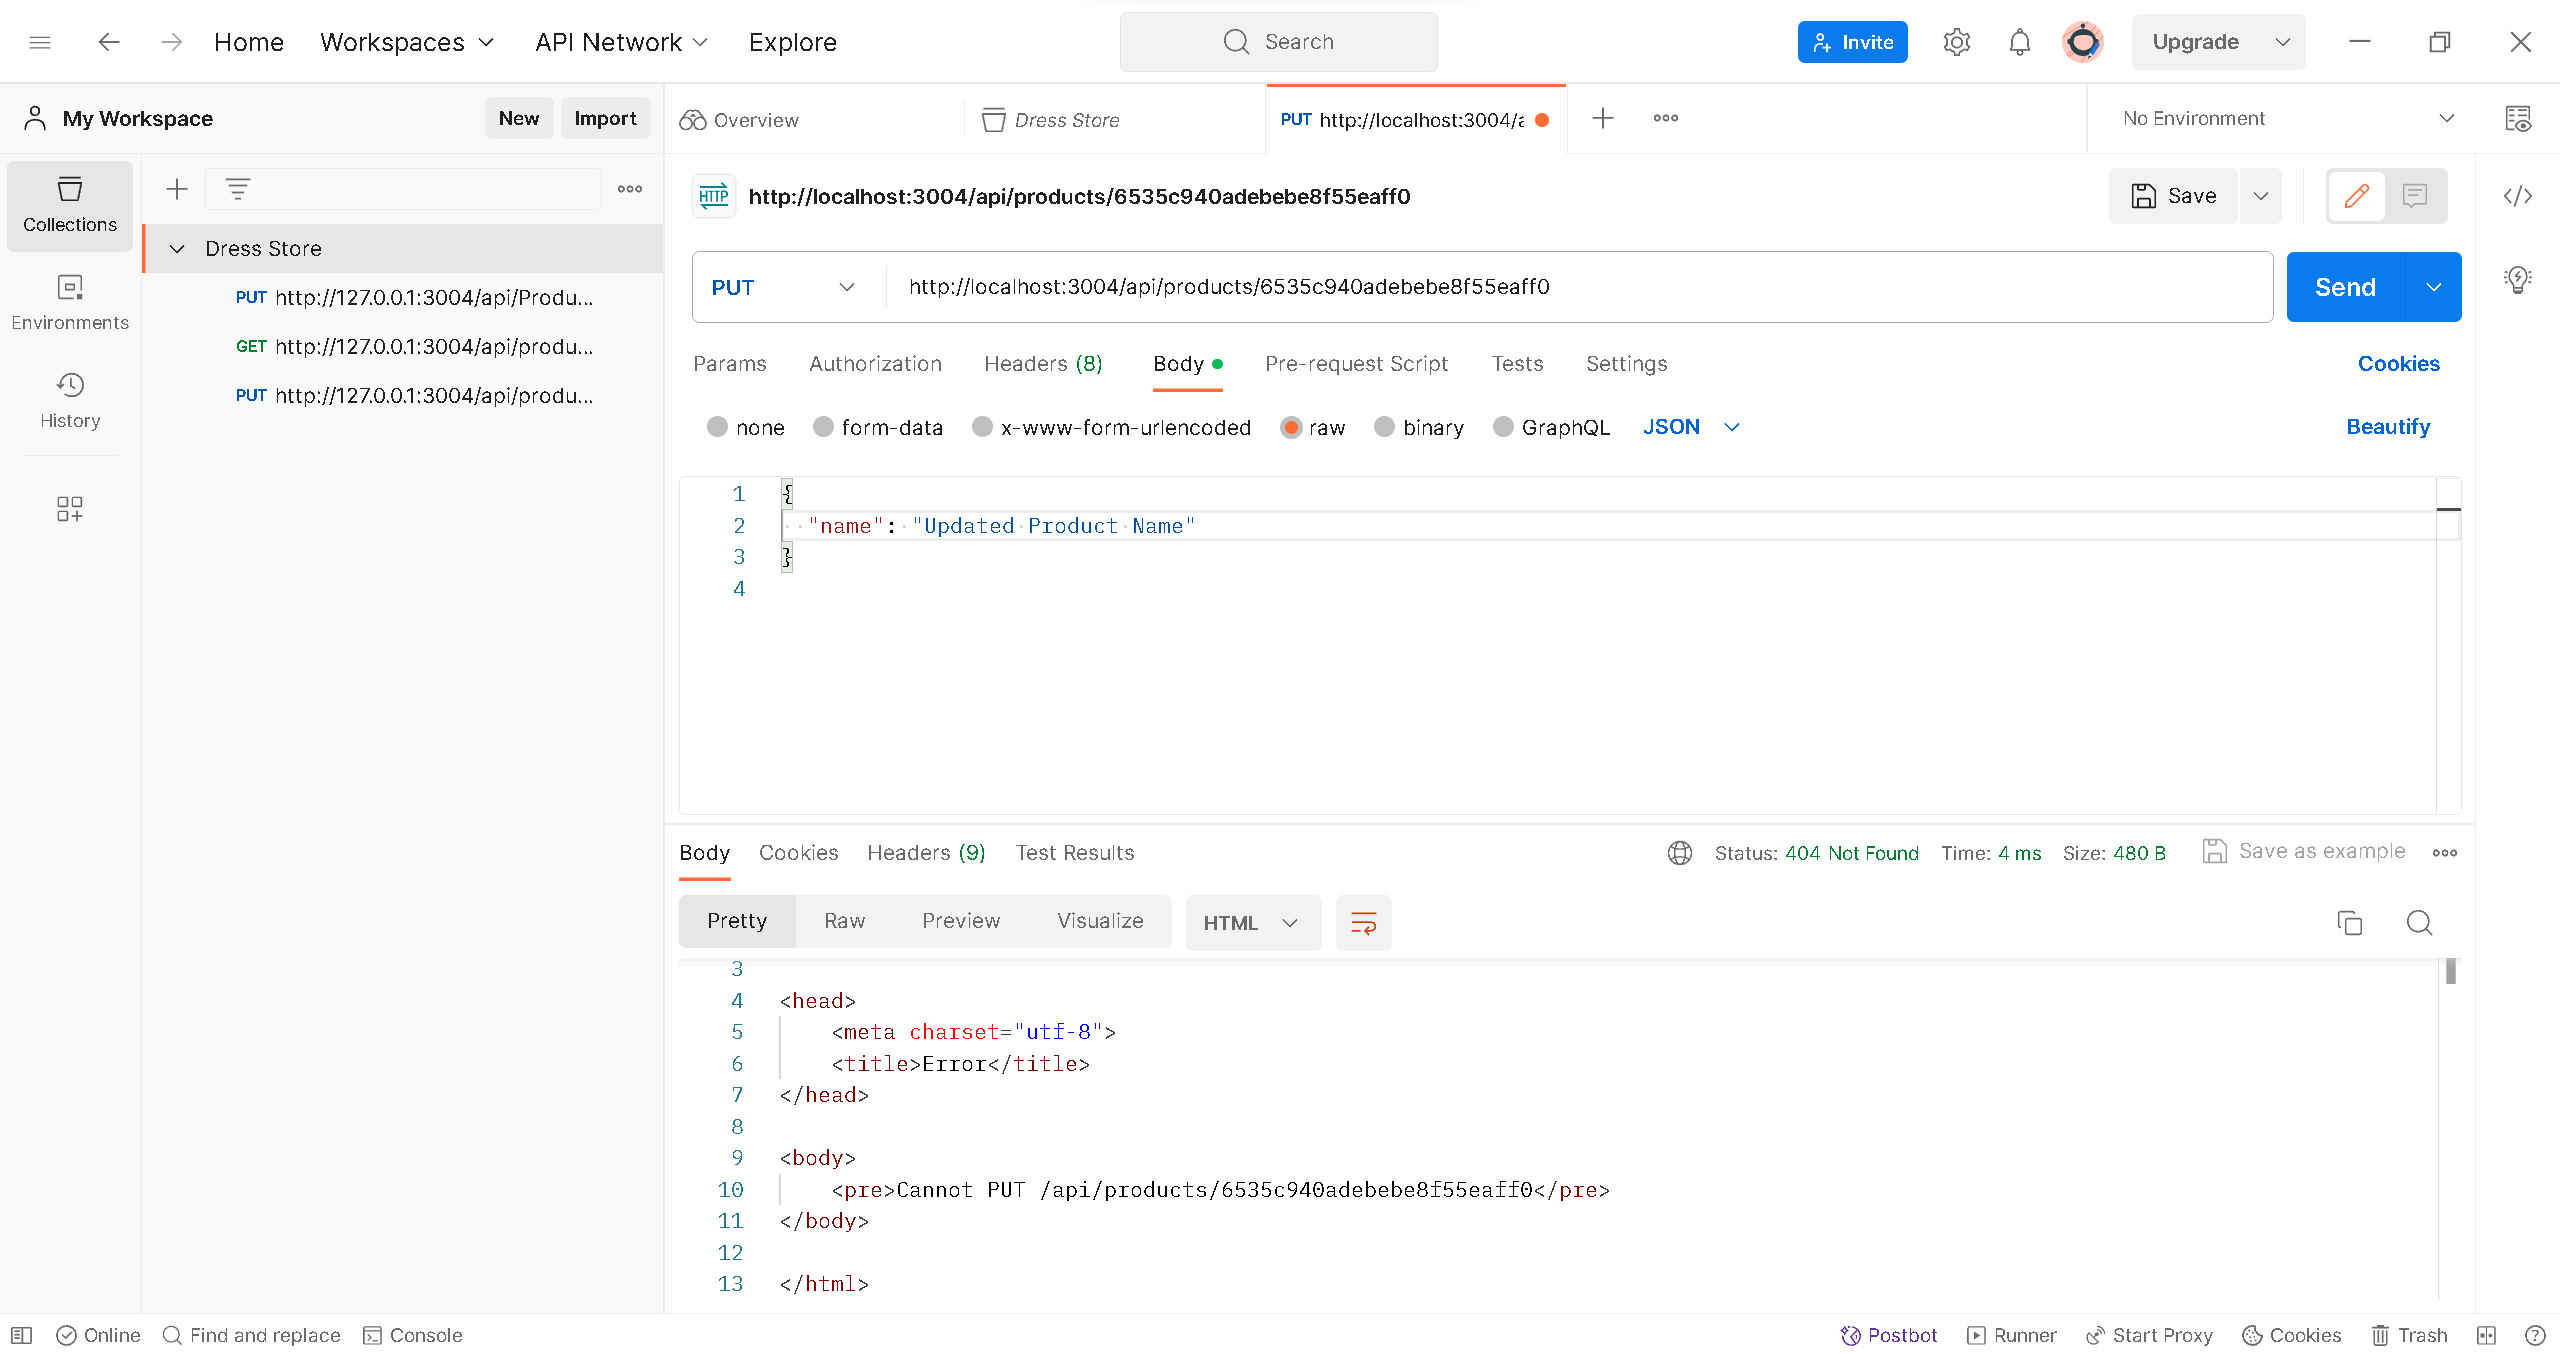 Home Workspaces API Network Explore Search Invite Upgrade
My Workspace New Import
Overview Dress Store PUT http://localhost:3004/a No Environment
Collections
Environments
History
Dress Store
PUT http://127.0.0.1:3004/api/Produ...
GET http://127.0.0.1:3004/api/produ...
PUT http://127.0.0.1:3004/api/produ...
HTTP http://localhost:3004/api/products/6535c940adebebe8f55eaff0 Save
PUT http://localhost:3004/api/products/6535c940adebebe8f55eaff0 Send
Params Authorization Headers (8) Body Pre-request Script Tests Settings Cookies
none form-data x-www-form-urlencoded raw binary GraphQL JSON Beautify
1 {
2 "name": "Updated Product Name"
3 }
4
Body Cookies Headers (9) Test Results Status: 404 Not Found Time: 4 ms Size: 480 B Save as example
Pretty Raw Preview Visualize HTML
3
4 <head>
5 <meta charset="utf-8">
6 <title>Error</title>
7 </head>
8
9 <body>
10 <pre>Cannot PUT /api/products/6535c940adebebe8f55eaff0</pre>
11 </body>
12
13 </html>
Online Find and replace Console Postbot Runner Start Proxy Cookies Trash